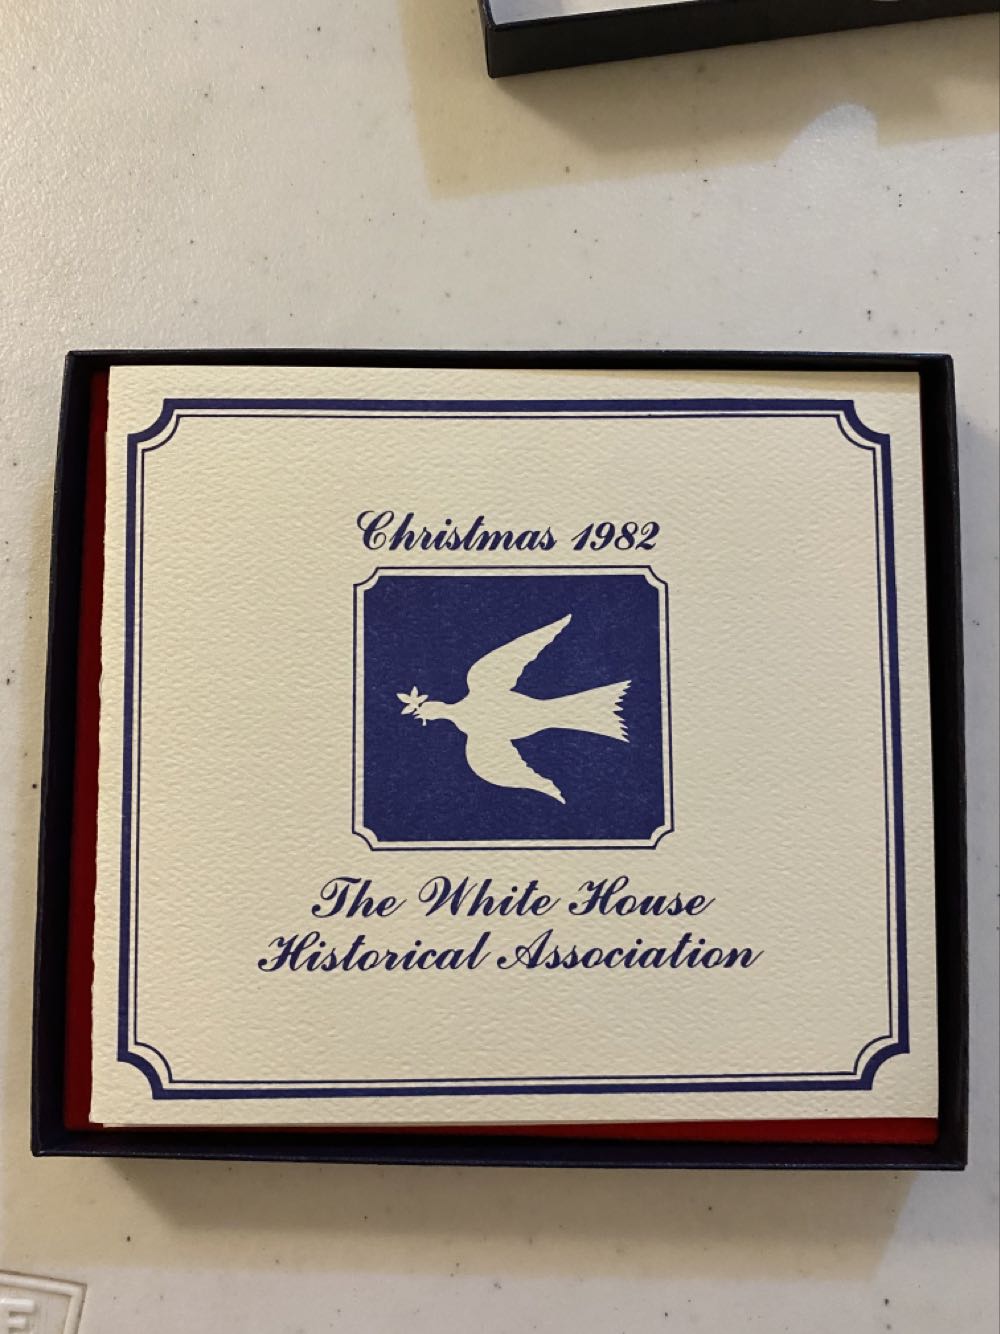 Christmas 1982
The White House
Historical Association